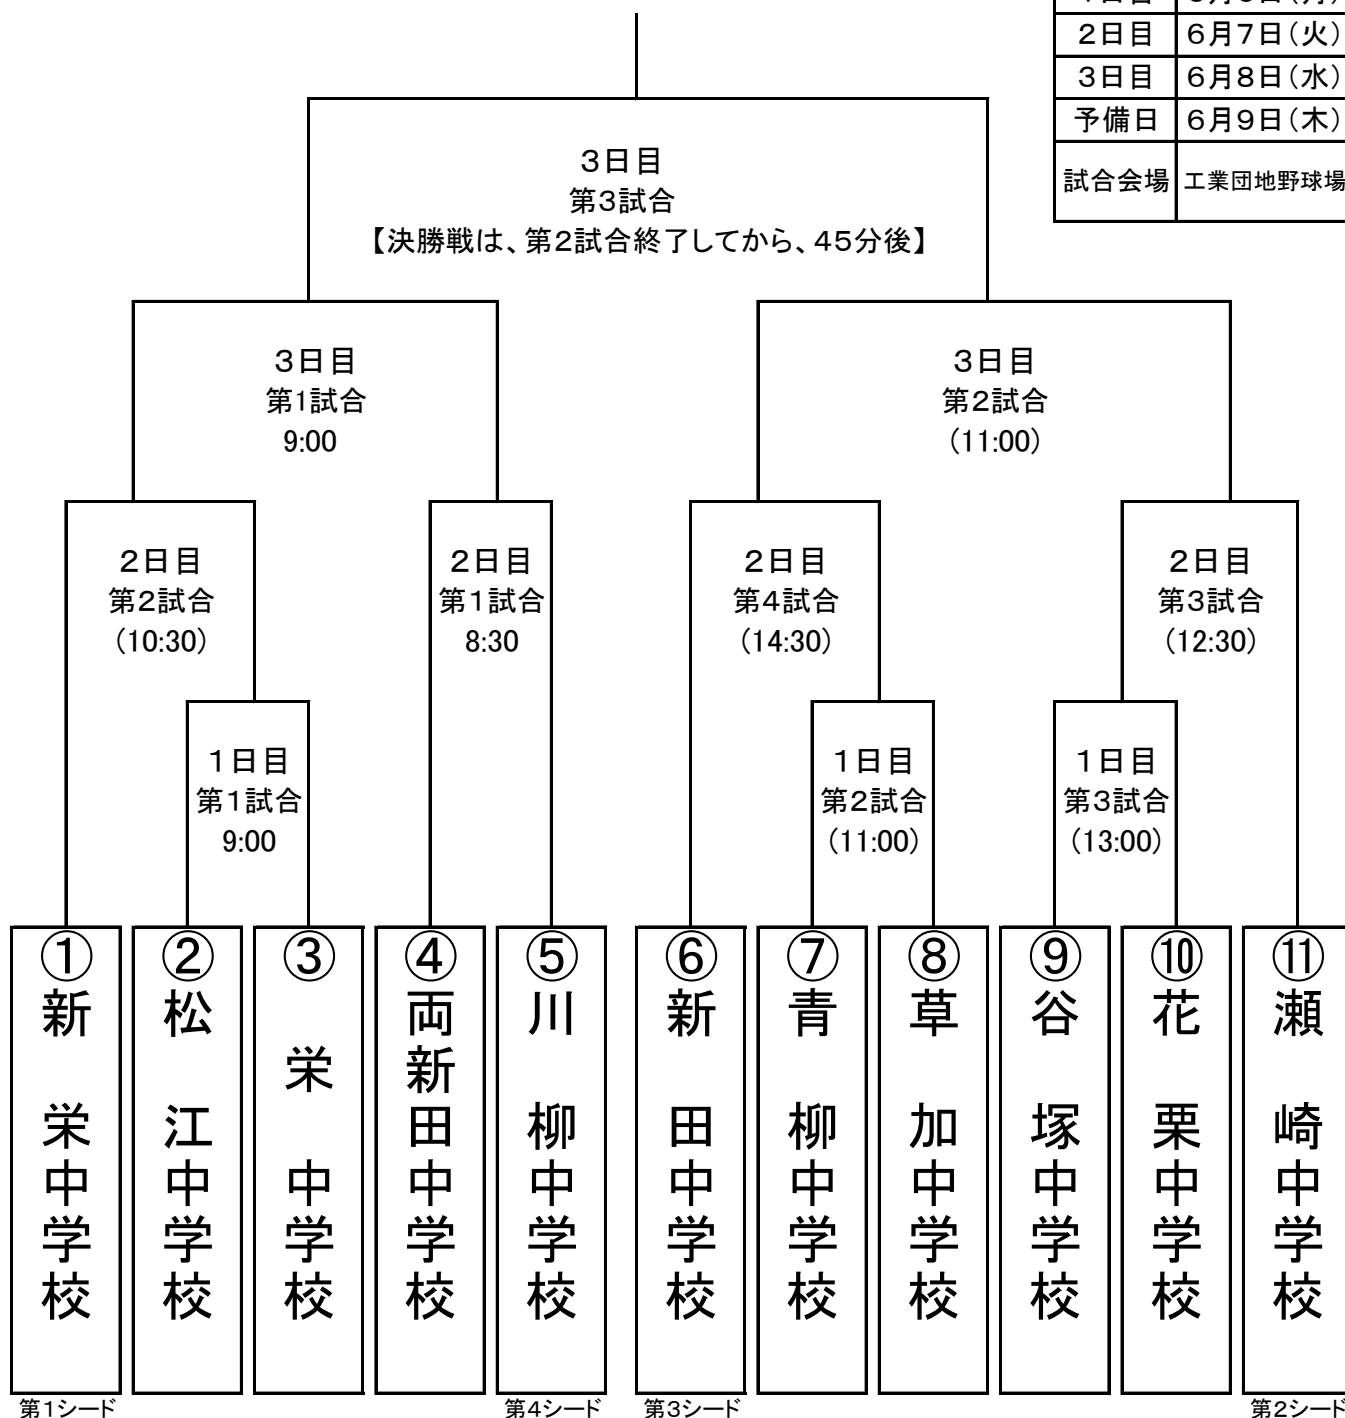 2日目 6月7日(火)
3日目 6月8日(水)
予備日 6月9日(木)
試合会場 工業団地野球場
3日目
第3試合
【決勝戦は、第2試合終了してから、45分後】
3日目
第1試合
9:00
3日目
第2試合
(11:00)
2日目
第2試合
(10:30)
2日目
第1試合
8:30
2日目
第4試合
(14:30)
2日目
第3試合
(12:30)
1日目
第1試合
9:00
1日目
第2試合
(11:00)
1日目
第3試合
(13:00)
①新栄中学校
②松江中学校
③栄中学校
④両新田中学校
⑤川柳中学校
⑥新田中学校
⑦青柳中学校
⑧草加中学校
⑨谷塚中学校
⑩花栗中学校
⑪瀬崎中学校
第1シード
第4シード
第3シード
第2シード